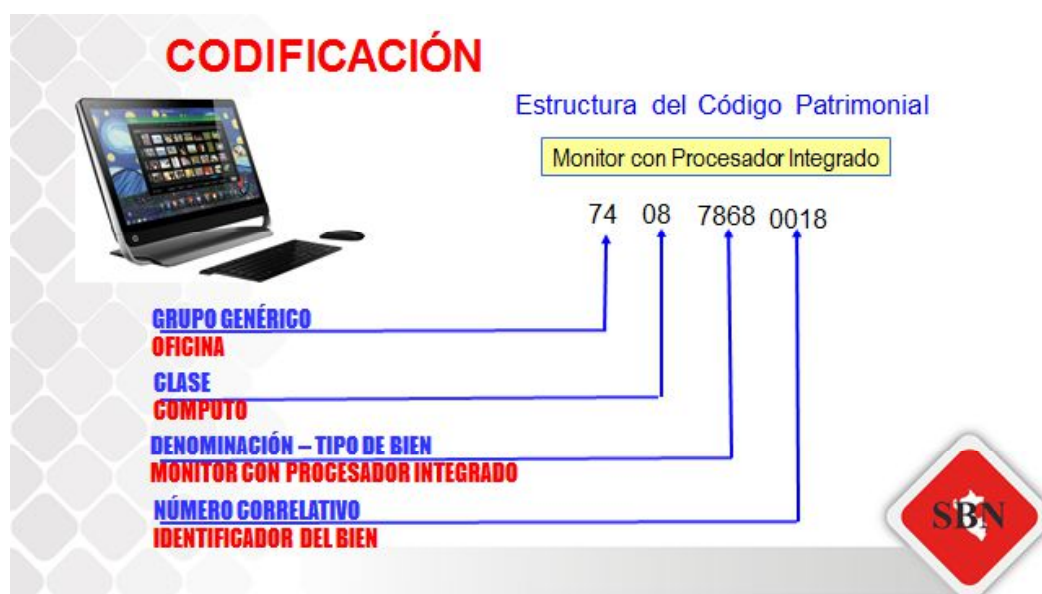 CODIFICACIÓN
Estructura del Código Patrimonial
Monitor con Procesador Integrado
74 08 7868 0018
GRUPO GENÉRICO
OFICINA
CLASE
COMPUTO
DENOMINACIÓN – TIPO DE BIEN
MONITOR CON PROCESADOR INTEGRADO
NÚMERO CORRELATIVO
IDENTIFICADOR DEL BIEN
SBN